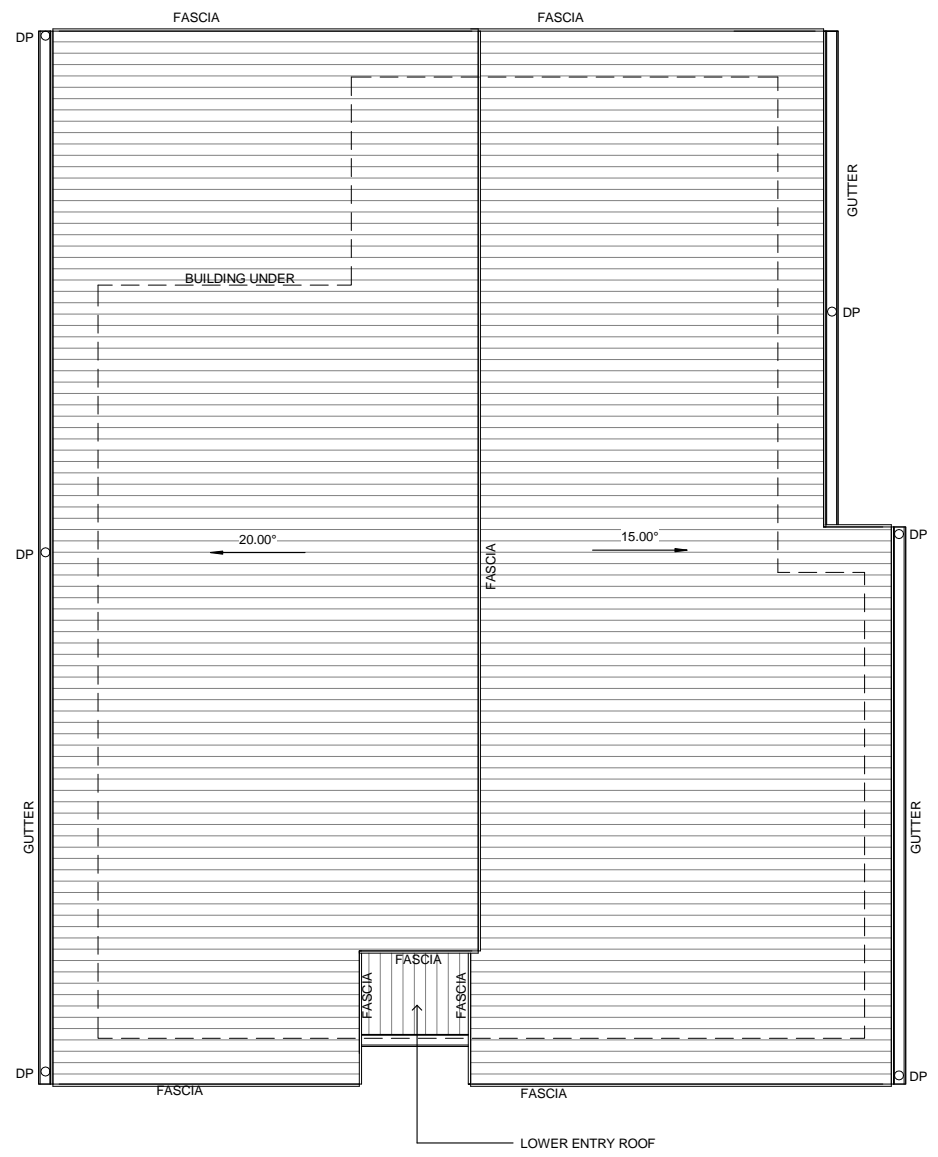 FASCIA
FASCIA
DP
GUTTER
BUILDING UNDER
DP
DP
20.00°
15.00°
DP
FASCIA
GUTTER
GUTTER
FASCIA
FASCIA
FASCIA
DP
DP
FASCIA
FASCIA
LOWER ENTRY ROOF